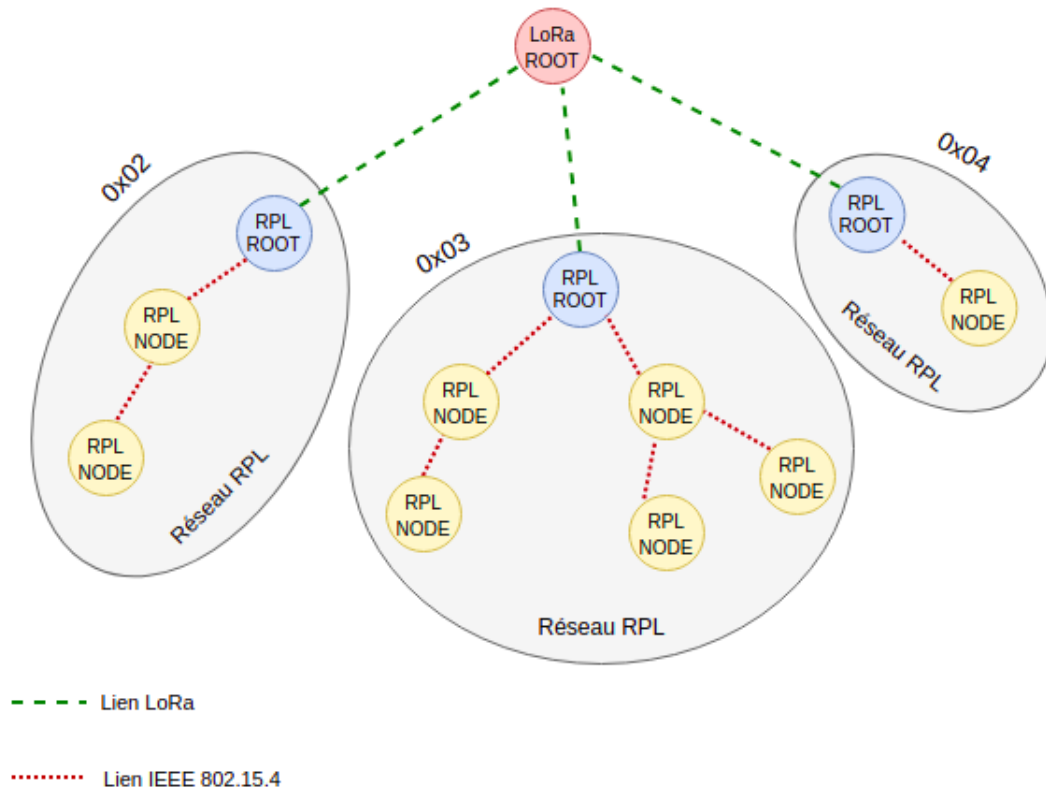 LoRa
ROOT
0x02
RPL
ROOT
RPL
NODE
RPL
NODE
Réseau RPL
0x03
RPL
ROOT
RPL
NODE
RPL
NODE
RPL
NODE
RPL
NODE
RPL
NODE
Réseau RPL
0x04
RPL
ROOT
RPL
NODE
Réseau RPL
Lien LoRa
Lien IEEE 802.15.4